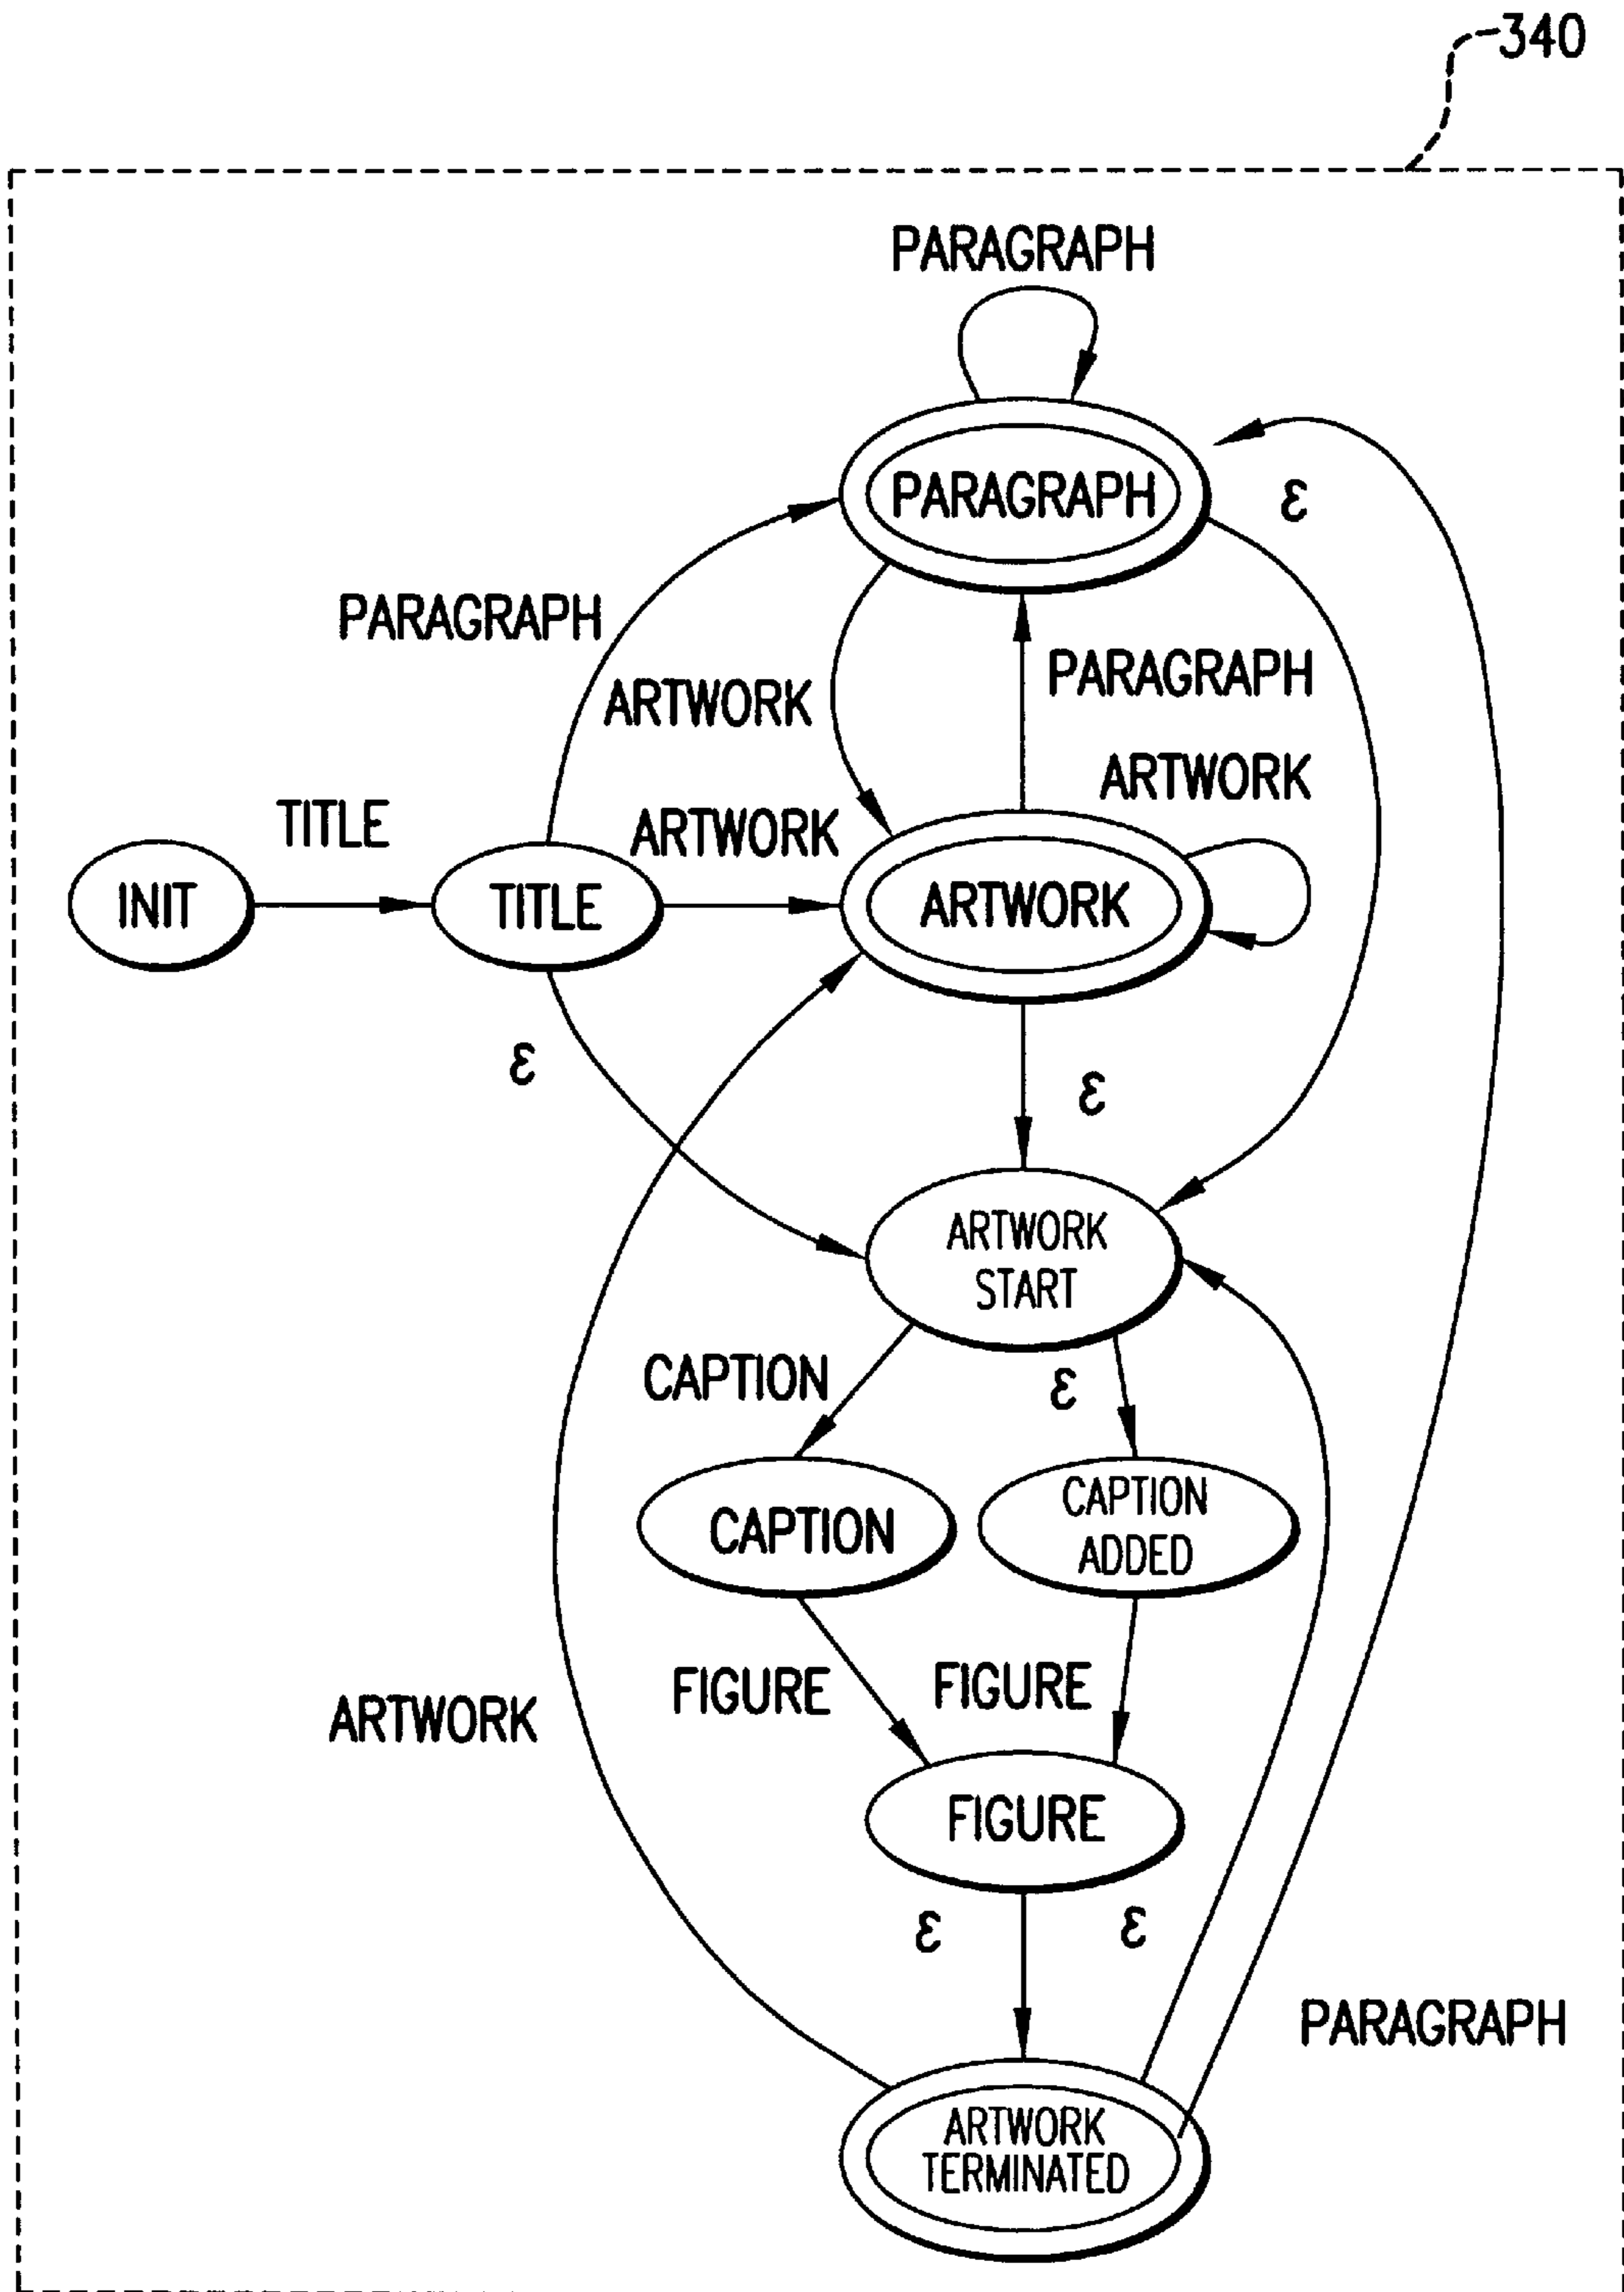 340
PARAGRAPH
PARAGRAPH
ε
PARAGRAPH
ARTWORK
PARAGRAPH
ARTWORK
TITLE
ARTWORK
INIT
TITLE
ARTWORK
ε
ε
ARTWORK
START
CAPTION
ε
CAPTION
CAPTION
ADDED
FIGURE
FIGURE
ARTWORK
FIGURE
ε
ε
PARAGRAPH
ARTWORK
TERMINATED